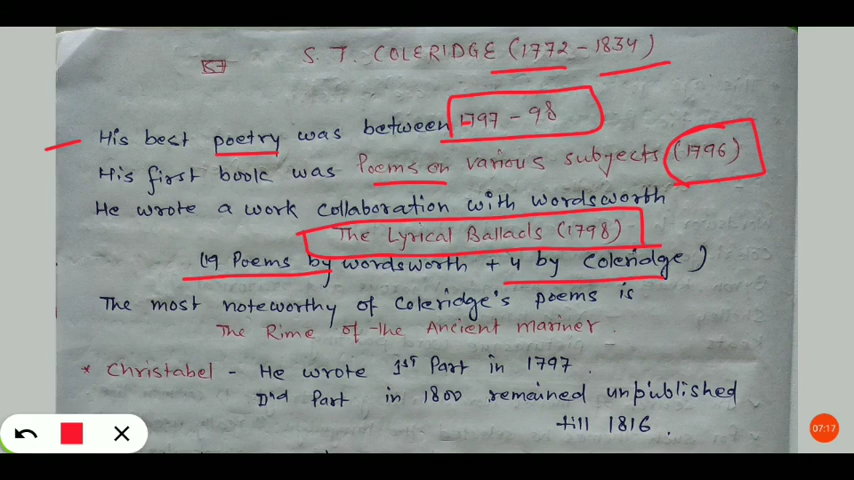 S. T. COLERIDGE (1772 - 1834)
His best poetry was between 1797 - 98
His first book was Poems on various subjects (1796)
He wrote a work collaboration with wordsworth
The Lyrical Ballads (1798)
(19 Poems by wordsworth + 4 by Coleridge)
The most noteworthy of Coleridge's poems is
The Rime of the Ancient mariner.
* Christabel - He wrote 1st Part in 1797.
IInd Part in 1800 remained unpublished
till 1816.
07:17